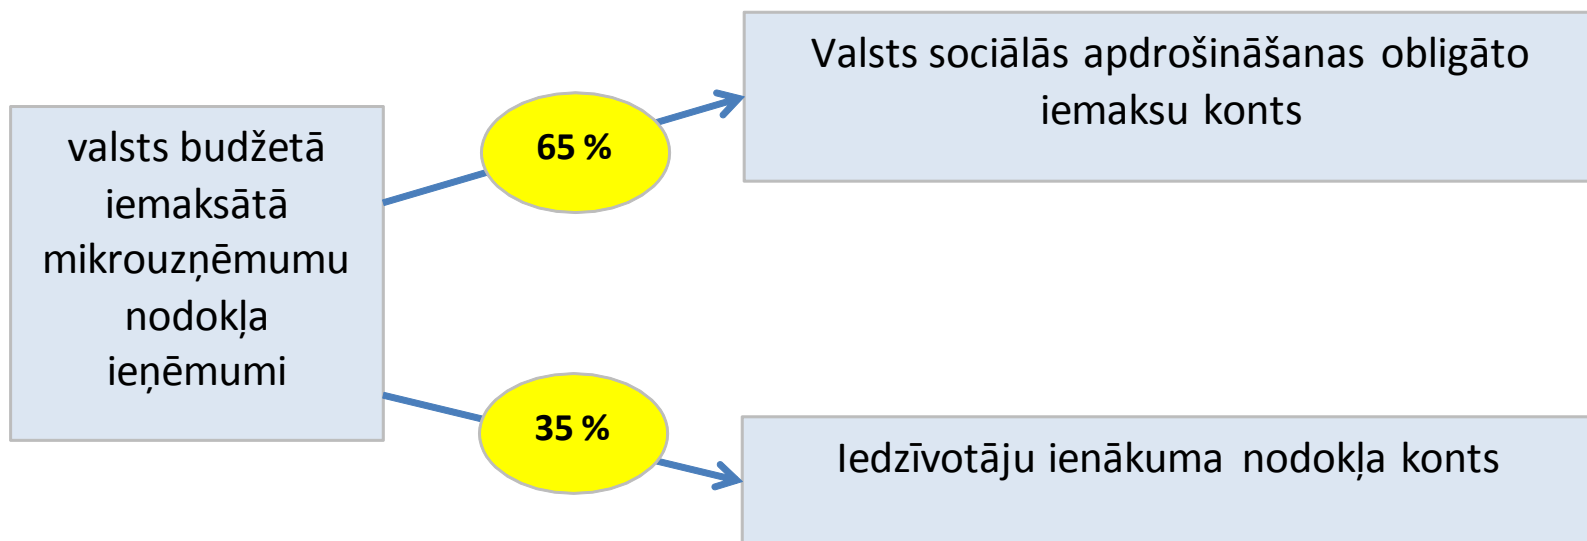 valsts budžetā
iemaksātā
mikrouzņēmumu
nodokļa
ieņēmumi
65 %
Valsts sociālās apdrošināšanas obligāto
iemaksu konts
35 %
Iedzīvotāju ienākuma nodokļa konts